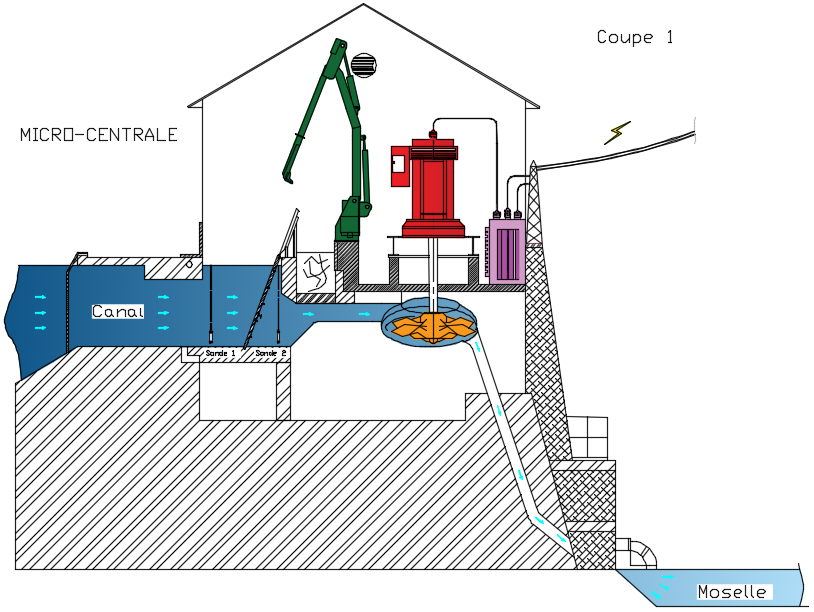 Coupe 1
MICRO-CENTRALE
Canal
Sonde 1
Sonde 2
Moselle